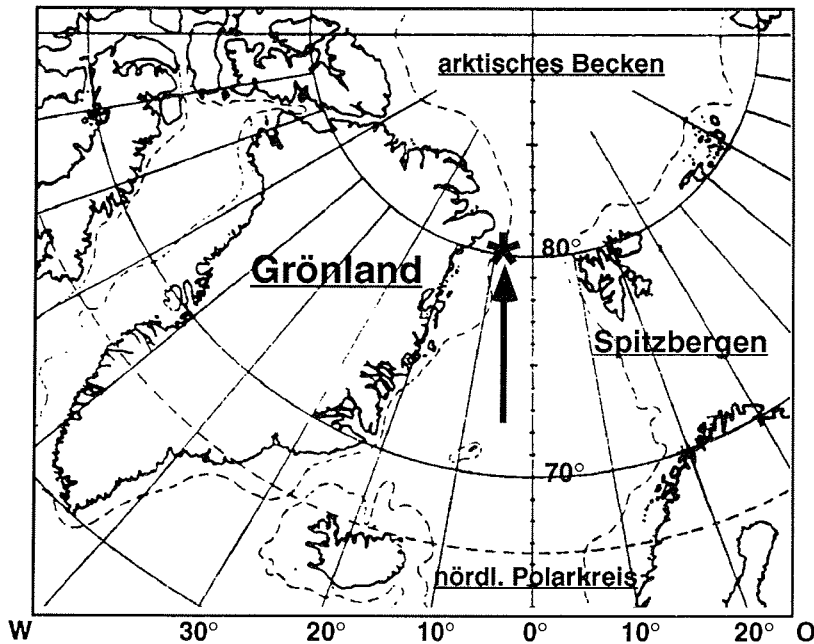 arktisches Becken
80°
Grönland
Spitzbergen
70°
nördl. Polarkreis
W 30° 20° 10° 0° 10° 20° O